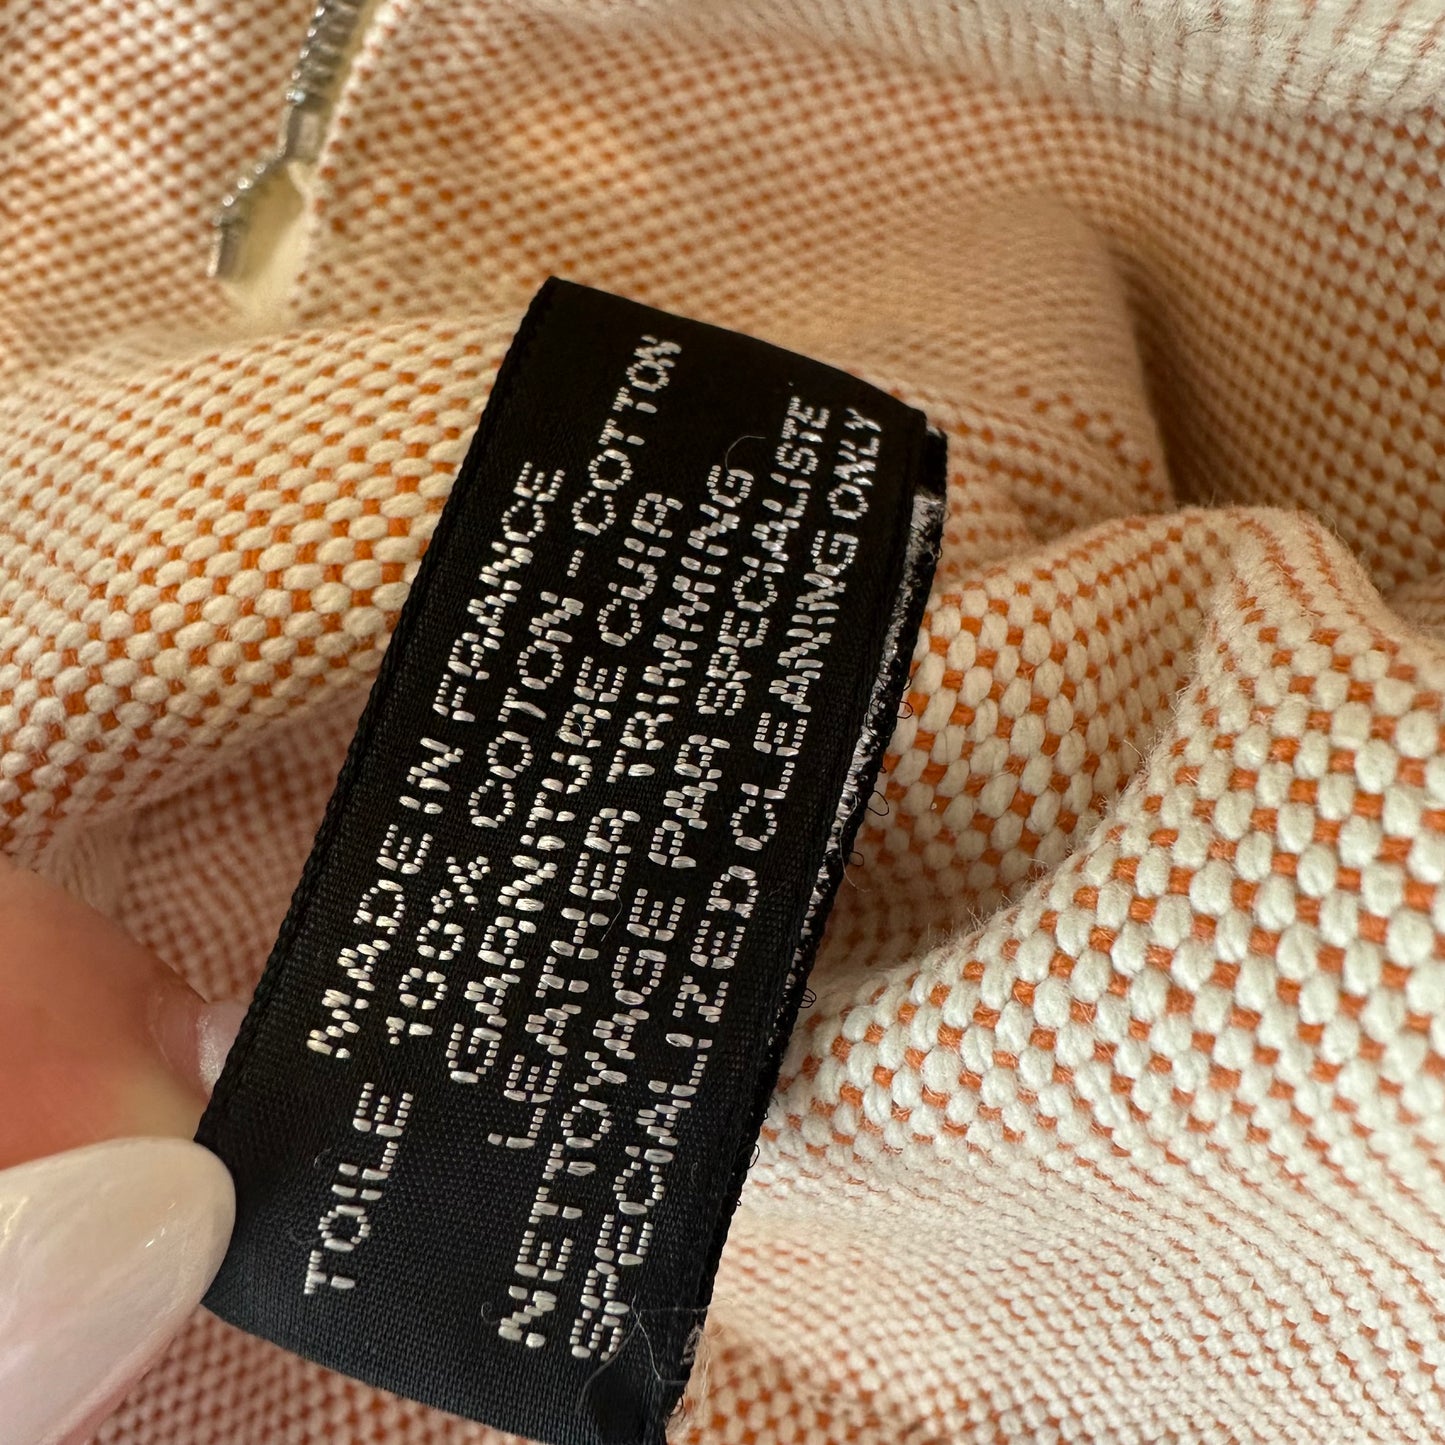 MADE IN FRANCE
TOILE 100% COTON - COTTON
GARNITURE CUIR
LEATHER TRIMMING
NETTOYAGE PAR SPECIALISTE
SPECIALIZED CLEANING ONLY